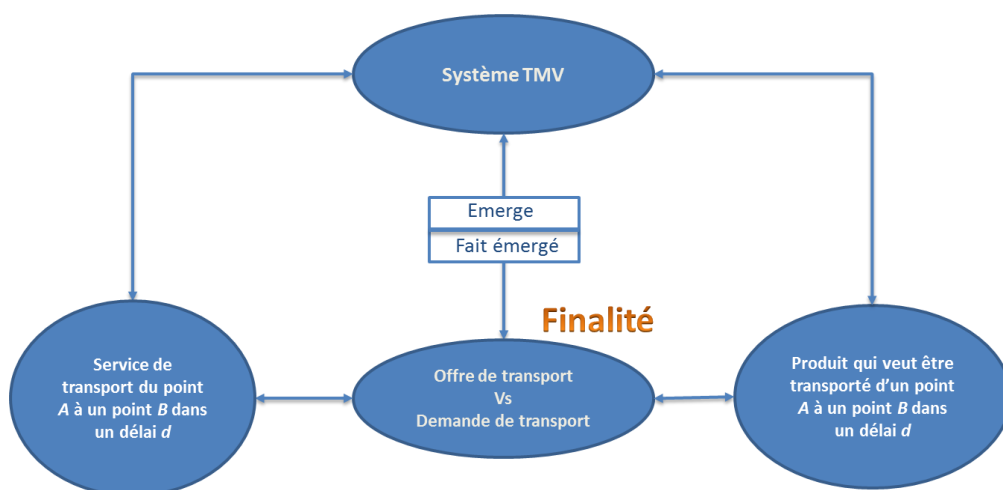 Système TMV
Emerge
Fait émergé
Finalité
Service de
transport du point
A à un point B dans
un délai d
Offre de transport
Vs
Demande de transport
Produit qui veut être
transporté d'un point
A à un point B dans
un délai d